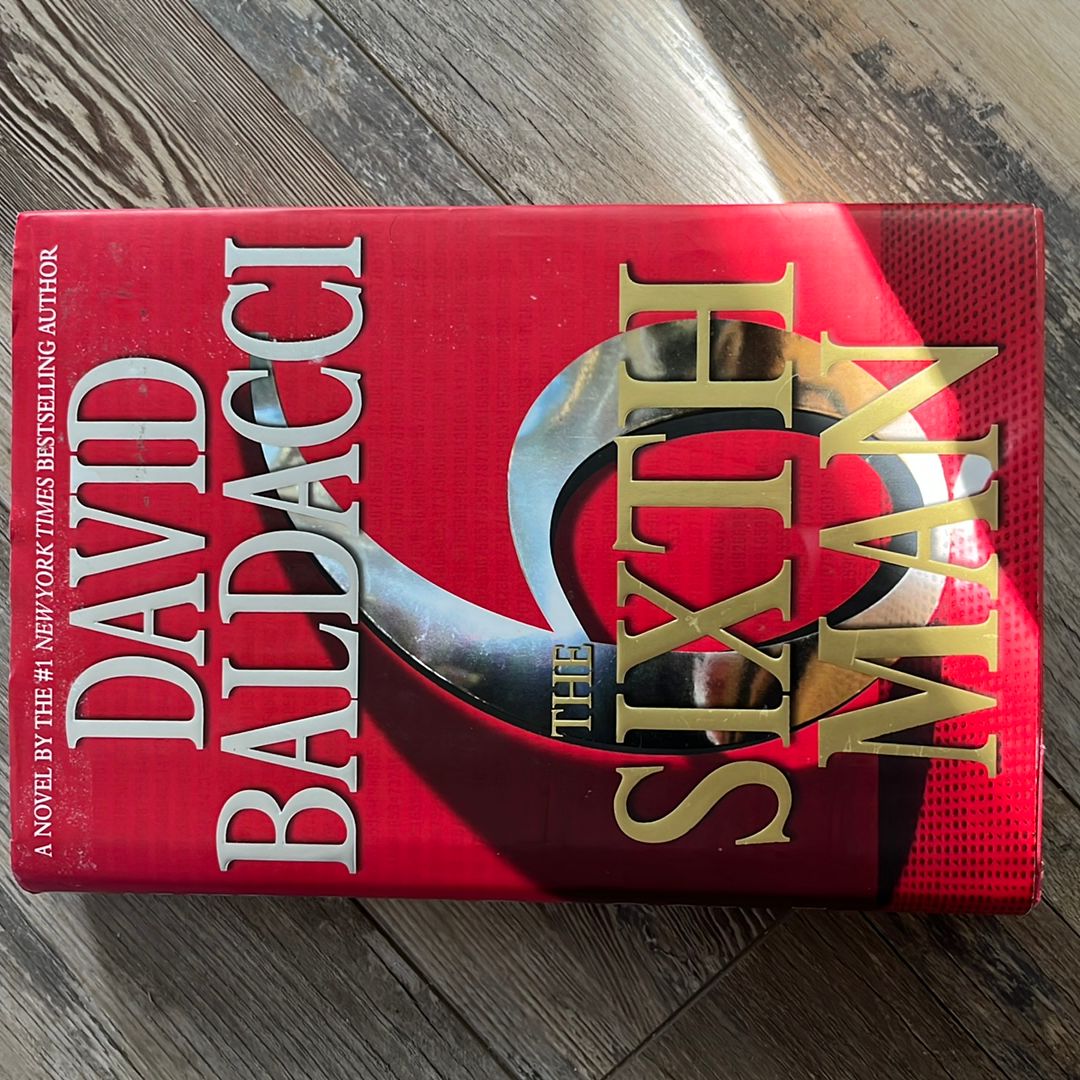 A NOVEL BY THE #1 NEW YORK TIMES BESTSELLING AUTHOR
DAVID
BALDACCI
THE
SIXTH
MAN